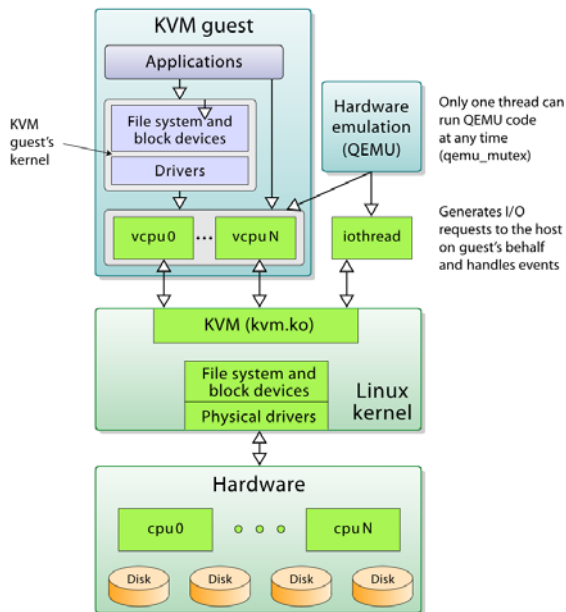 KVM guest
Applications
File system and
block devices
Drivers
KVM
guest's
kernel
vcpu0 ... vcpuN
Hardware
emulation
(QEMU)
Only one thread can
run QEMU code
at any time
(qemu_mutex)
iothread
Generates I/O
requests to the host
on guest's behalf
and handles events
KVM (kvm.ko)
File system and
block devices
Physical drivers
Linux
kernel
Hardware
cpu0
cpuN
Disk
Disk
Disk
Disk